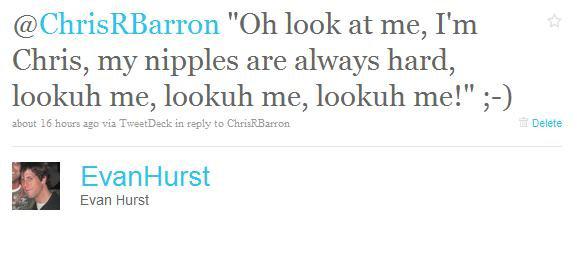 @ChrisRBarron "Oh look at me, I'm
Chris, my nipples are always hard,
lookuh me, lookuh me, lookuh me!" ;-)
about 16 hours ago via TweetDeck in reply to ChrisRBarron
Delete
EvanHurst
Evan Hurst